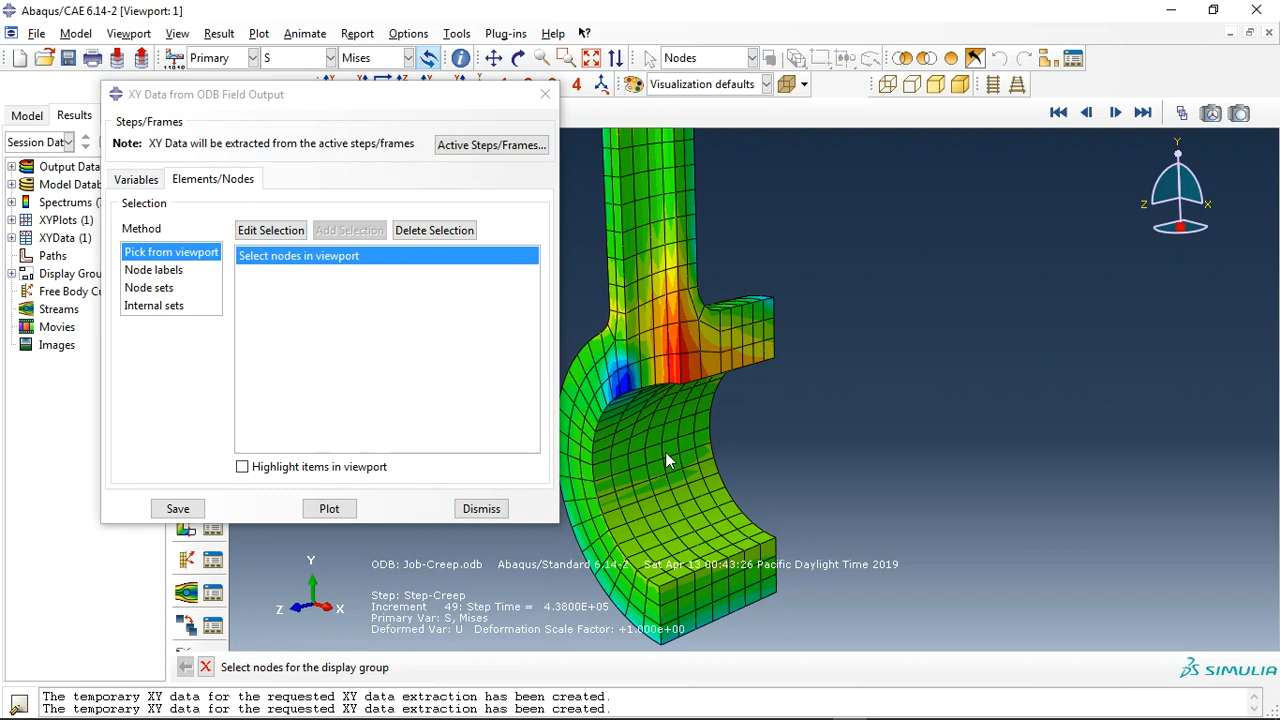 Abaqus/CAE 6.14-2 [Viewport: 1]
File Model Viewport View Result Plot Animate Report Options Tools Plug-ins Help
Primary S Mises Nodes
4 Visualization defaults
XY Data from ODB Field Output
Steps/Frames
Note: XY Data will be extracted from the active steps/frames
Active Steps/Frames...
Variables Elements/Nodes
Selection
Method
Edit Selection Add Selection Delete Selection
Pick from viewport
Node labels
Node sets
Internal sets
Select nodes in viewport
Highlight items in viewport
Save Plot Dismiss
Model Results
Session Dat
Output Data
Model Datab
Spectrums (7
XYPlots (1)
XYData (1)
Paths
Display Grou
Free Body Cu
Streams
Movies
Images
Y
Z X
Y
Z X
ODB: Job-Creep.odb Abaqus/Standard 6.14-2 Sat Apr 13 00:43:26 Pacific Daylight Time 2019
Step: Step-Creep
Increment 49: Step Time = 4.3800E+05
Primary Var: S, Mises
Deformed Var: U Deformation Scale Factor: +1.000e+00
Select nodes for the display group
SIMULIA
The temporary XY data for the requested XY data extraction has been created.
The temporary XY data for the requested XY data extraction has been created.